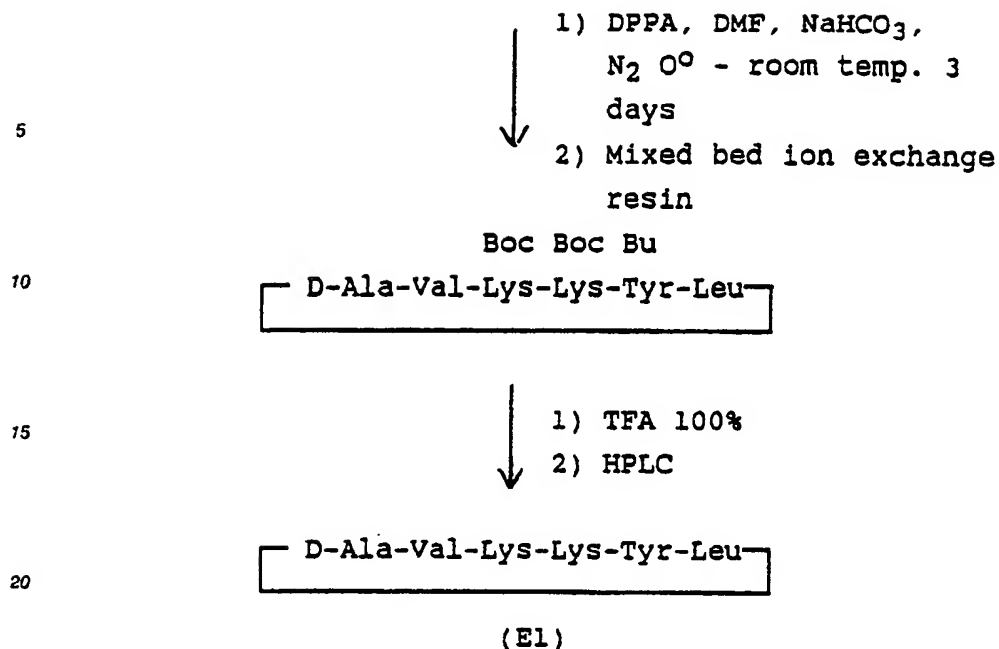 1) DPPA, DMF, NaHCO₃,
N₂ O° - room temp. 3
days
5
2) Mixed bed ion exchange
resin
Boc Boc Bu
10
D-Ala-Val-Lys-Lys-Tyr-Leu
1) TFA 100%
15
2) HPLC
D-Ala-Val-Lys-Lys-Tyr-Leu
20
(E1)